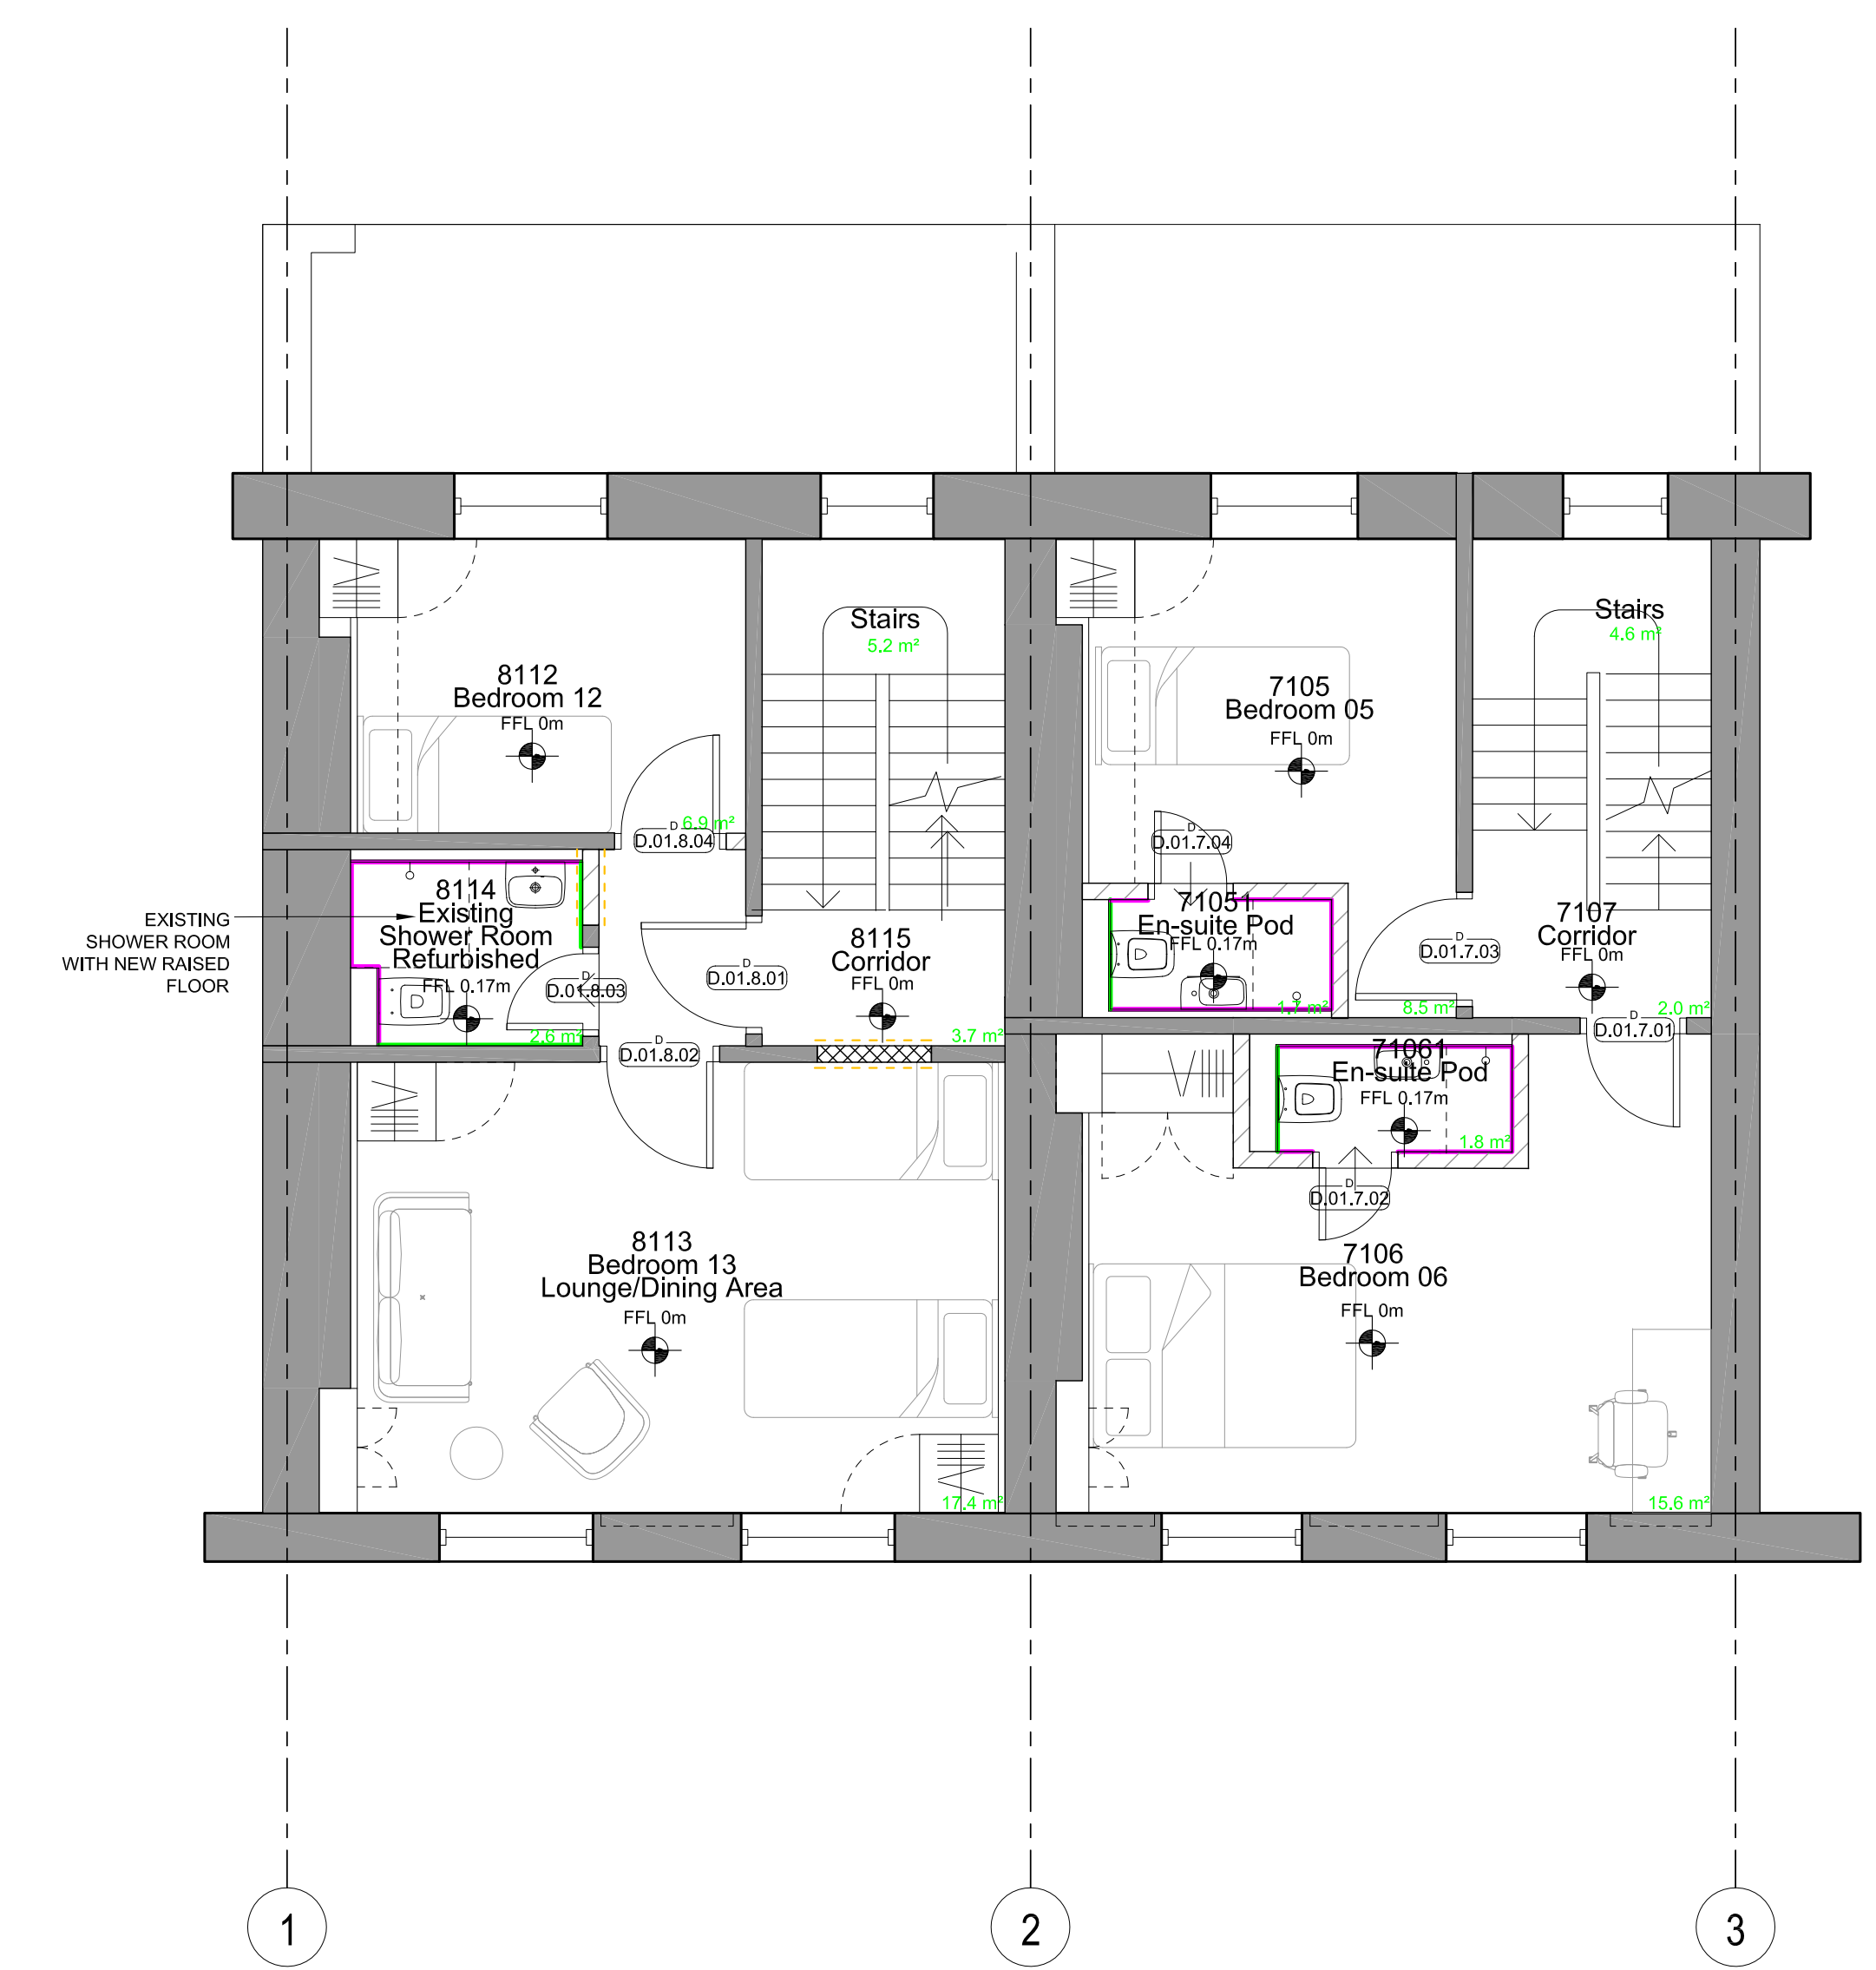 Stairs
5.2 m²
Stairs
4.6 m²
8112
Bedroom 12
FFL 0m
6.9 m²
D
D.01.8.04
7105
Bedroom 05
FFL 0m
D
D.01.7.04
EXISTING
SHOWER ROOM
WITH NEW RAISED
FLOOR
8114
Existing
Shower Room
Refurbished
FFL 0.17m
2.6 m²
D
D.01.8.03
D
D.01.8.01
8115
Corridor
FFL 0m
3.7 m²
D
D.01.8.02
71051
En-suite Pod
FFL 0.17m
1.7 m²
8.5 m²
D
D.01.7.03
7107
Corridor
FFL 0m
2.0 m²
D
D.01.7.01
71061
En-suite Pod
FFL 0.17m
1.8 m²
D
D.01.7.02
8113
Bedroom 13
Lounge/Dining Area
FFL 0m
17.4 m²
7106
Bedroom 06
FFL 0m
15.6 m²
1
2
3